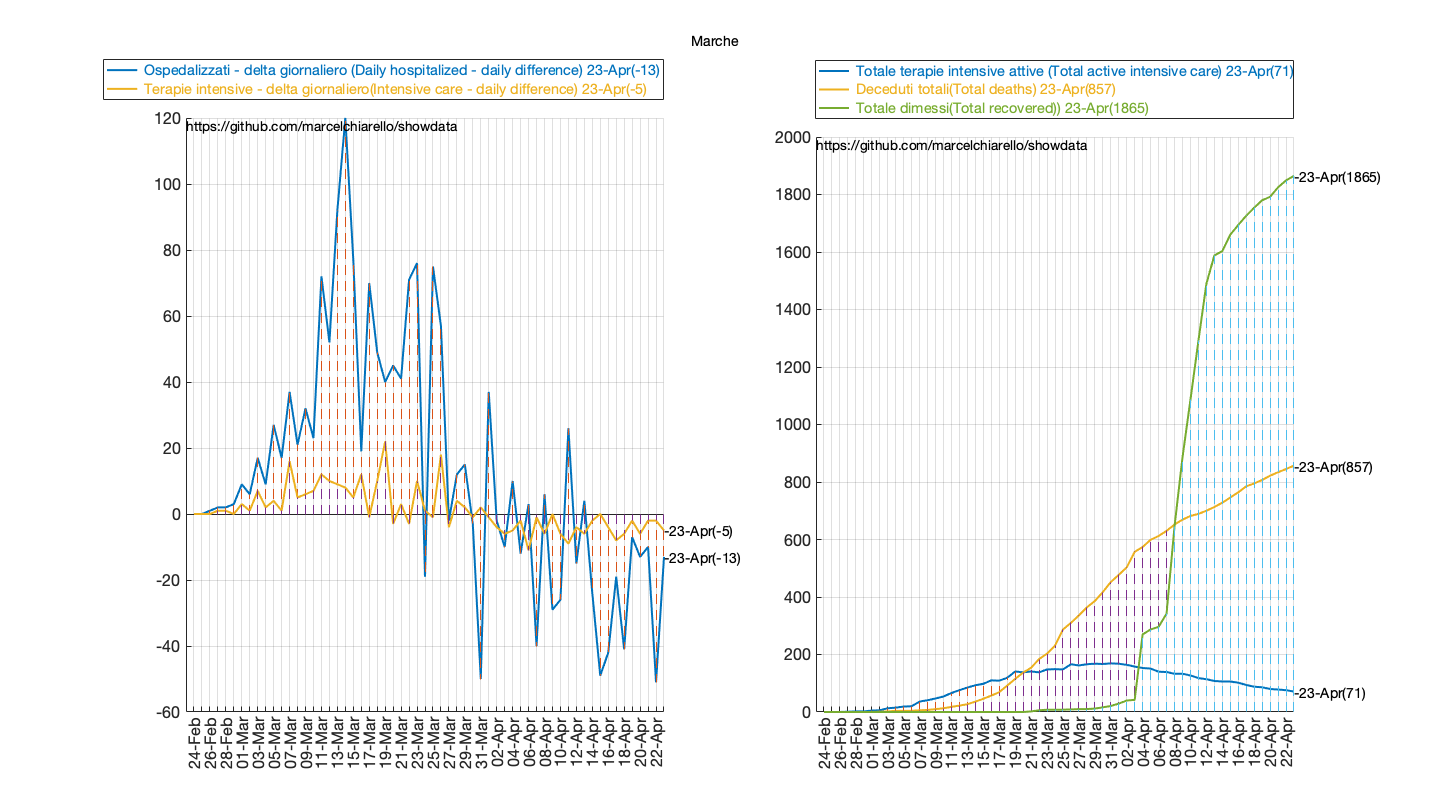 Marche
Ospedalizzati - delta giornaliero (Daily hospitalized - daily difference) 23-Apr(-13)
Terapie intensive - delta giornaliero(Intensive care - daily difference) 23-Apr(-5)
https://github.com/marcelchiarello/showdata
120
100
80
60
40
20
0
-20
-40
-60
-23-Apr(-5)
-23-Apr(-13)
24-Feb
26-Feb
28-Feb
01-Mar
03-Mar
05-Mar
07-Mar
09-Mar
11-Mar
13-Mar
15-Mar
17-Mar
19-Mar
21-Mar
23-Mar
25-Mar
27-Mar
29-Mar
31-Mar
02-Apr
04-Apr
06-Apr
08-Apr
10-Apr
12-Apr
14-Apr
16-Apr
18-Apr
20-Apr
22-Apr
Totale terapie intensive attive (Total active intensive care) 23-Apr(71)
Deceduti totali(Total deaths) 23-Apr(857)
Totale dimessi(Total recovered)) 23-Apr(1865)
https://github.com/marcelchiarello/showdata
2000
1800
1600
1400
1200
1000
800
600
400
200
0
-23-Apr(1865)
-23-Apr(857)
-23-Apr(71)
24-Feb
26-Feb
28-Feb
01-Mar
03-Mar
05-Mar
07-Mar
09-Mar
11-Mar
13-Mar
15-Mar
17-Mar
19-Mar
21-Mar
23-Mar
25-Mar
27-Mar
29-Mar
31-Mar
02-Apr
04-Apr
06-Apr
08-Apr
10-Apr
12-Apr
14-Apr
16-Apr
18-Apr
20-Apr
22-Apr